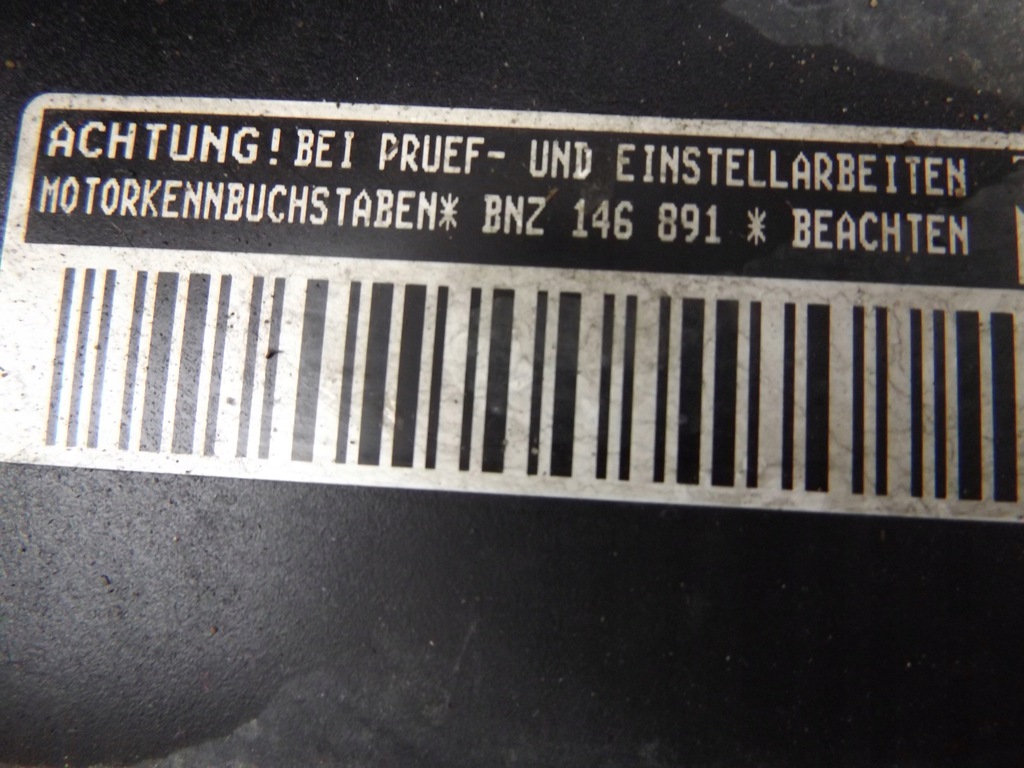 ACHTUNG! BEI PRUEF- UND EINSTELLARBEITEN
MOTORKENNBUCHSTABEN* BNZ 146 891 * BEACHTEN